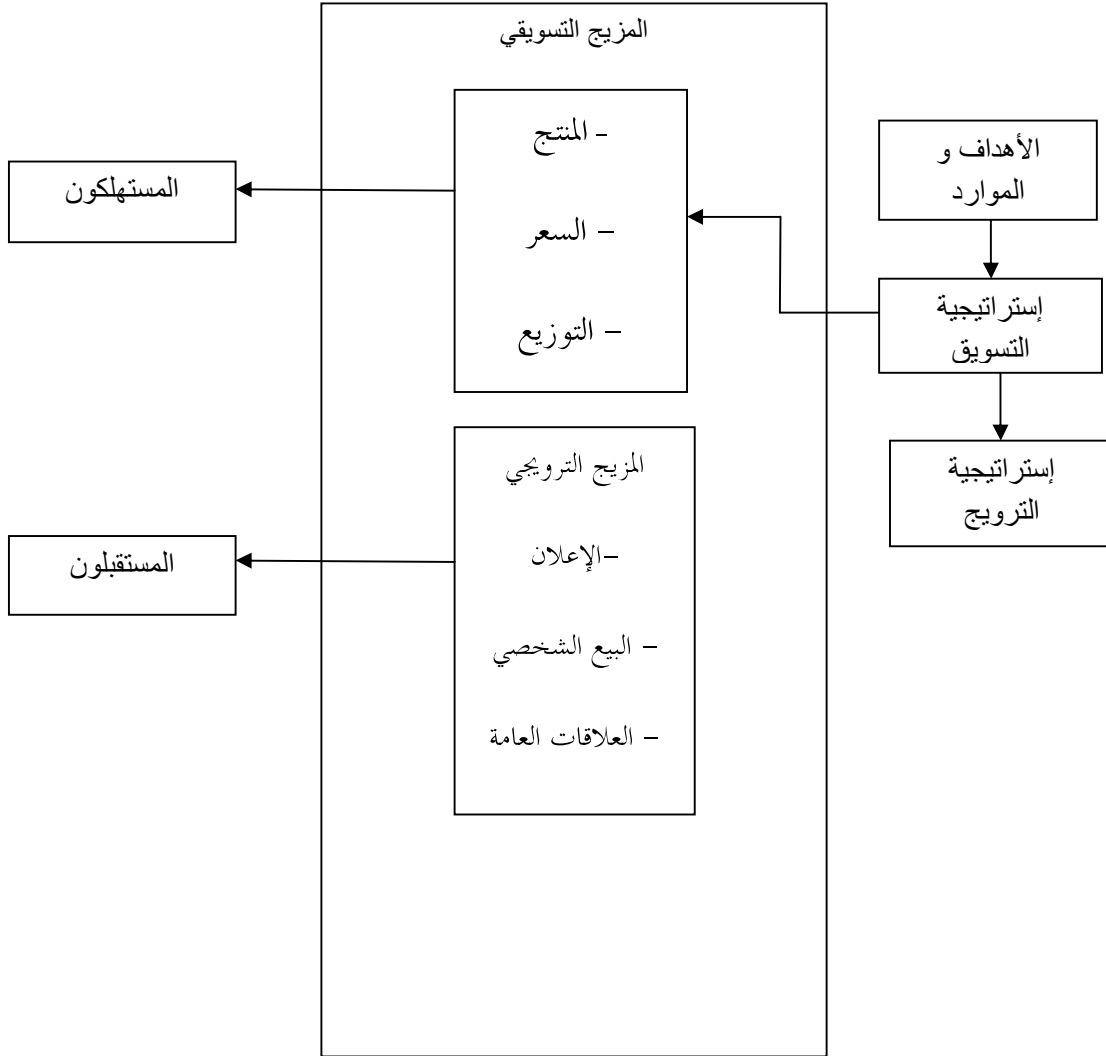 المزيج التسويقي
الأهداف و
الموارد
إستراتيجية
التسويق
إستراتيجية
الترويج
- المنتج
- السعر
- التوزيع
المزيج الترويجي
-الإعلان
- البيع الشخصي
- العلاقات العامة
المستهلكون
المستقبلون